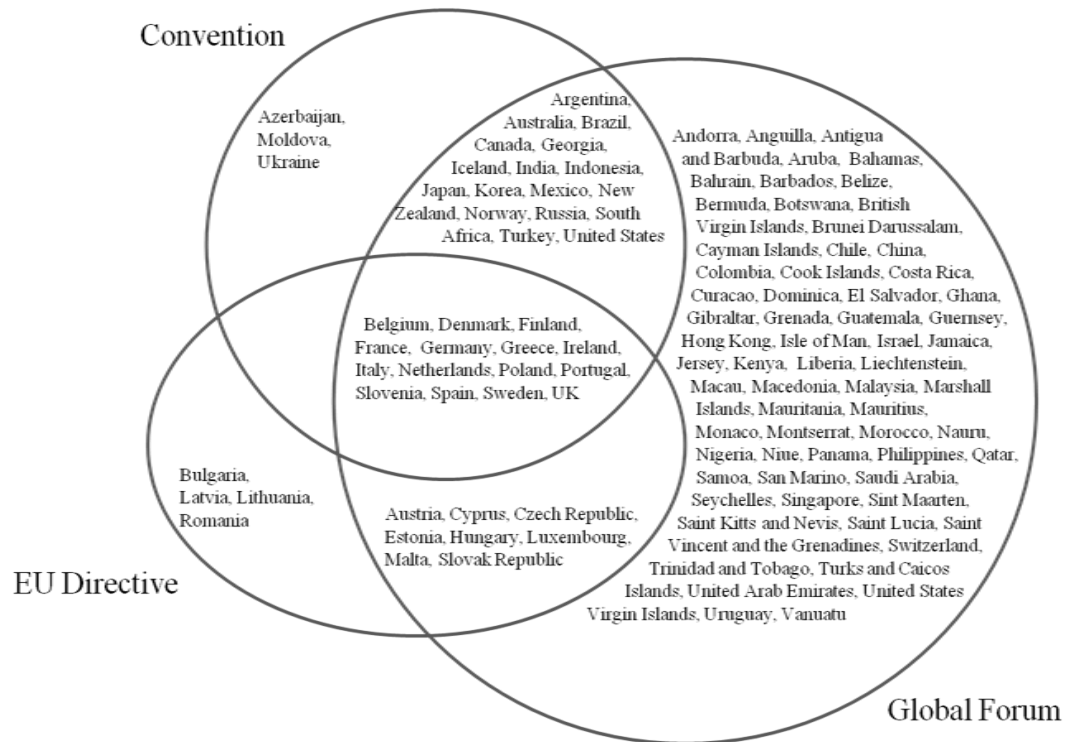 Convention
Azerbaijan,
Moldova,
Ukraine
Argentina,
Australia, Brazil,
Canada, Georgia,
Iceland, India, Indonesia,
Japan, Korea, Mexico, New
Zealand, Norway, Russia, South
Africa, Turkey, United States
Andorra, Anguilla, Antigua
and Barbuda, Aruba, Bahamas,
Bahrain, Barbados, Belize,
Bermuda, Botswana, British
Virgin Islands, Brunei Darussalam,
Cayman Islands, Chile, China,
Colombia, Cook Islands, Costa Rica,
Curacao, Dominica, El Salvador, Ghana,
Gibraltar, Grenada, Guatemala, Guernsey,
Hong Kong, Isle of Man, Israel, Jamaica,
Jersey, Kenya, Liberia, Liechtenstein,
Macau, Macedonia, Malaysia, Marshall
Islands, Mauritania, Mauritius,
Monaco, Montserrat, Morocco, Nauru,
Nigeria, Niue, Panama, Philippines, Qatar,
Samoa, San Marino, Saudi Arabia,
Seychelles, Singapore, Sint Maarten,
Saint Kitts and Nevis, Saint Lucia, Saint
Vincent and the Grenadines, Switzerland,
Trinidad and Tobago, Turks and Caicos
Islands, United Arab Emirates, United States
Virgin Islands, Uruguay, Vanuatu
Belgium, Denmark, Finland,
France, Germany, Greece, Ireland,
Italy, Netherlands, Poland, Portugal,
Slovenia, Spain, Sweden, UK
Bulgaria,
Latvia, Lithuania,
Romania
Austria, Cyprus, Czech Republic,
Estonia, Hungary, Luxembourg,
Malta, Slovak Republic
EU Directive
Global Forum